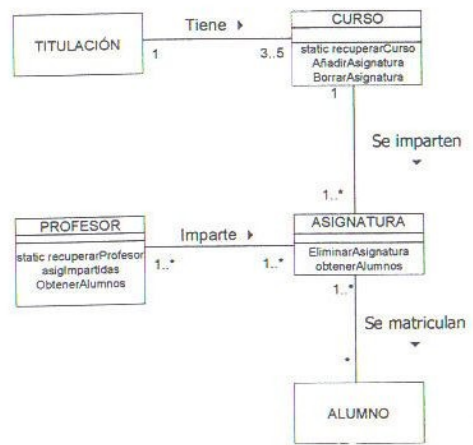 Tiene
TITULACIÓN
1
3..5
CURSO
static recuperarCurso
AñadirAsignatura
BorrarAsignatura
1
Se imparten
1..*
PROFESOR
static recuperarProfesor
asigImpartidas
ObtenerAlumnos
Imparte
1..*
1..*
ASIGNATURA
EliminarAsignatura
obtenerAlumnos
1..*
Se matriculan
*
ALUMNO